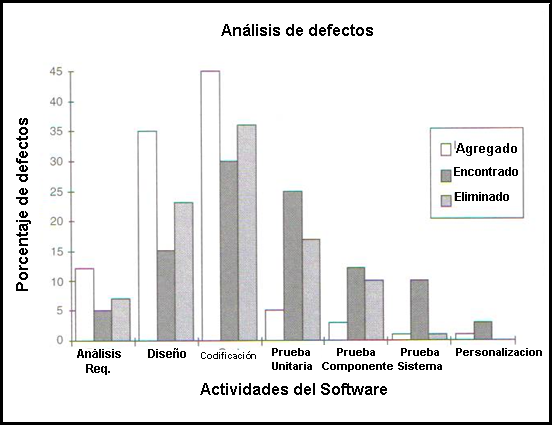 Análisis de defectos
Porcentaje de defectos
45
40
35
30
25
20
15
10
5
0
Agregado
Encontrado
Eliminado
Análisis Req.
Diseño
Codificación
Prueba Unitaria
Prueba Componente
Prueba Sistema
Personalizacion
Actividades del Software